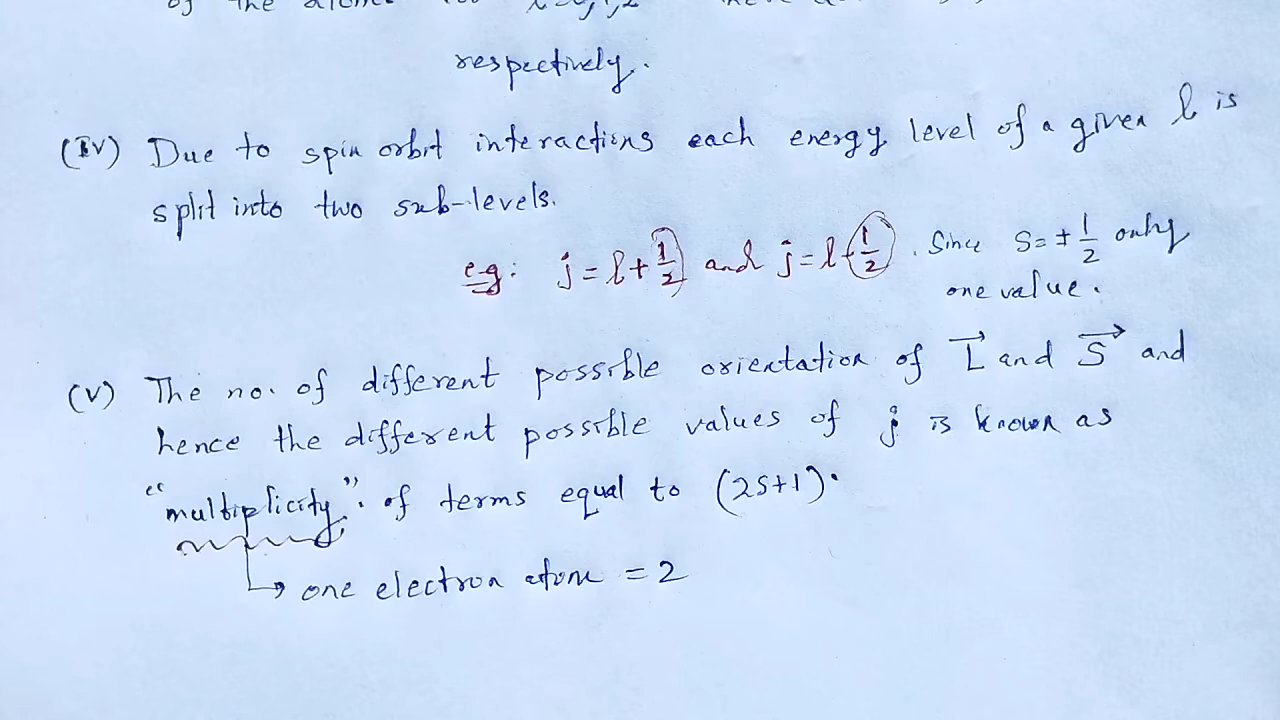 of the atoms
respectively.
(IV) Due to spin orbit interactions each energy level of a given l is
split into two sub-levels.
e.g: j = l + 1/2 and j = l - 1/2. Since S = ± 1/2 only
one value.
(V) The no. of different possible orientation of L⃗ and S⃗ and
hence the different possible values of j is known as
"multiplicity". of terms equal to (2S+1).
↳ one electron atom = 2